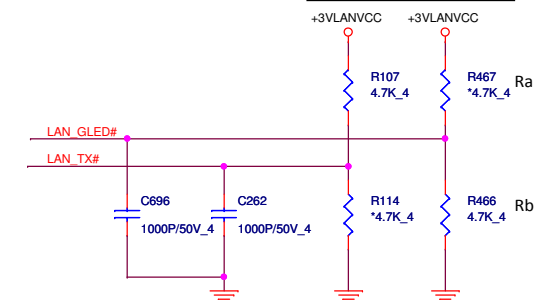 +3VLANVCC +3VLANVCC
R107 R467 Ra
4.7K_4 *4.7K_4
LAN_GLED#
LAN_TX#
C696 C262 R114 R466 Rb
*4.7K_4 4.7K_4
1000P/50V_4 1000P/50V_4